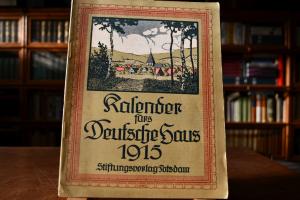 Kalender
fürs
Deutsche Haus
1915
Stiftungsverlag Potsdam